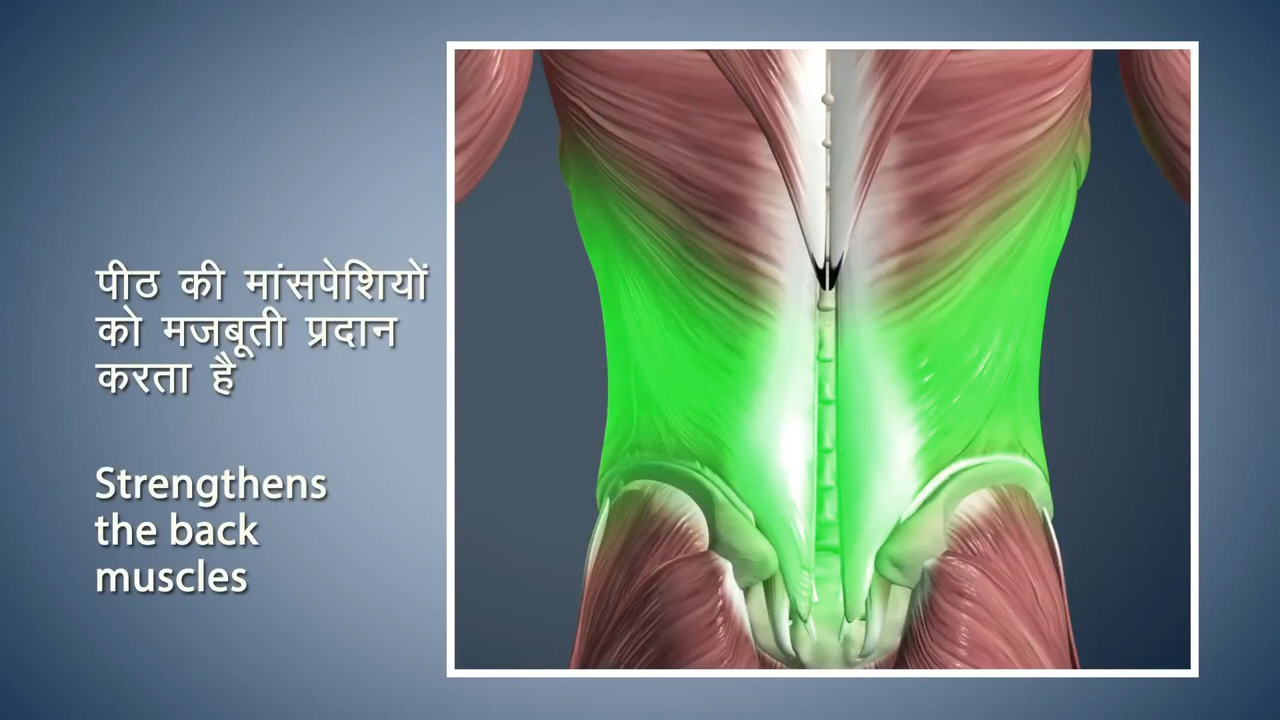 पीठ की मांसपेशियों
को मजबूती प्रदान
करता है
Strengthens
the back
muscles